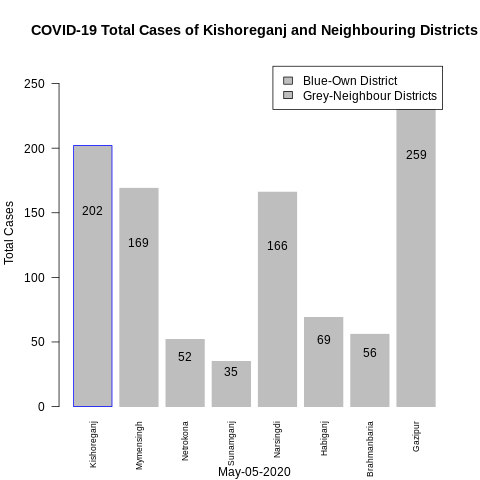 COVID-19 Total Cases of Kishoreganj and Neighbouring Districts
Blue-Own District
Grey-Neighbour Districts
Total Cases
250
200
150
100
50
0
202
169
52
35
166
69
56
259
Kishoreganj
Mymensingh
Netrokona
Sunamganj
Narsingdi
Habiganj
Brahmanbaria
Gazipur
May-05-2020